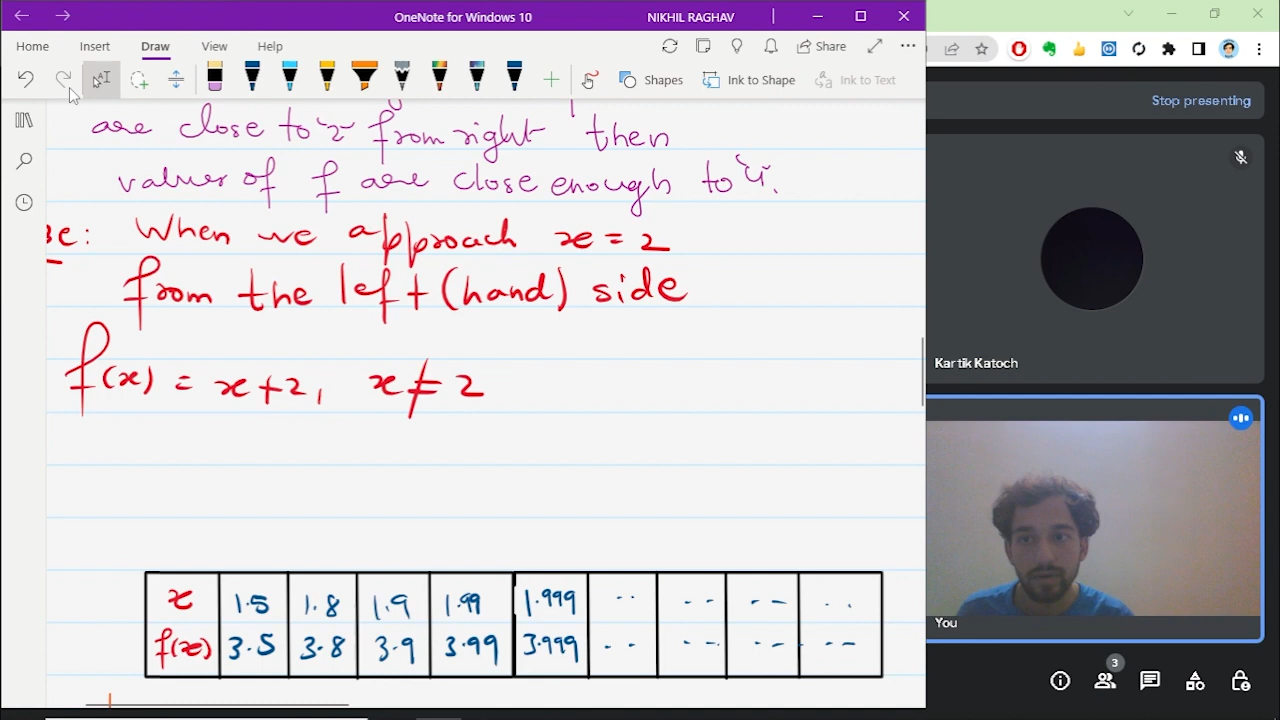 OneNote for Windows 10
NIKHIL RAGHAV
Home Insert Draw View Help
Share
Shapes
Ink to Shape
Ink to Text
are close to '2' from right then
values of f are close enough to '4'.
se: When we approach x = 2
from the left (hand) side
f(x) = x+2, x ≠ 2
x 1.5 1.8 1.9 1.99 1.999 -- -- -- --
f(x) 3.5 3.8 3.9 3.99 3.999 -- -- -- --
Stop presenting
Kartik Katoch
You
3